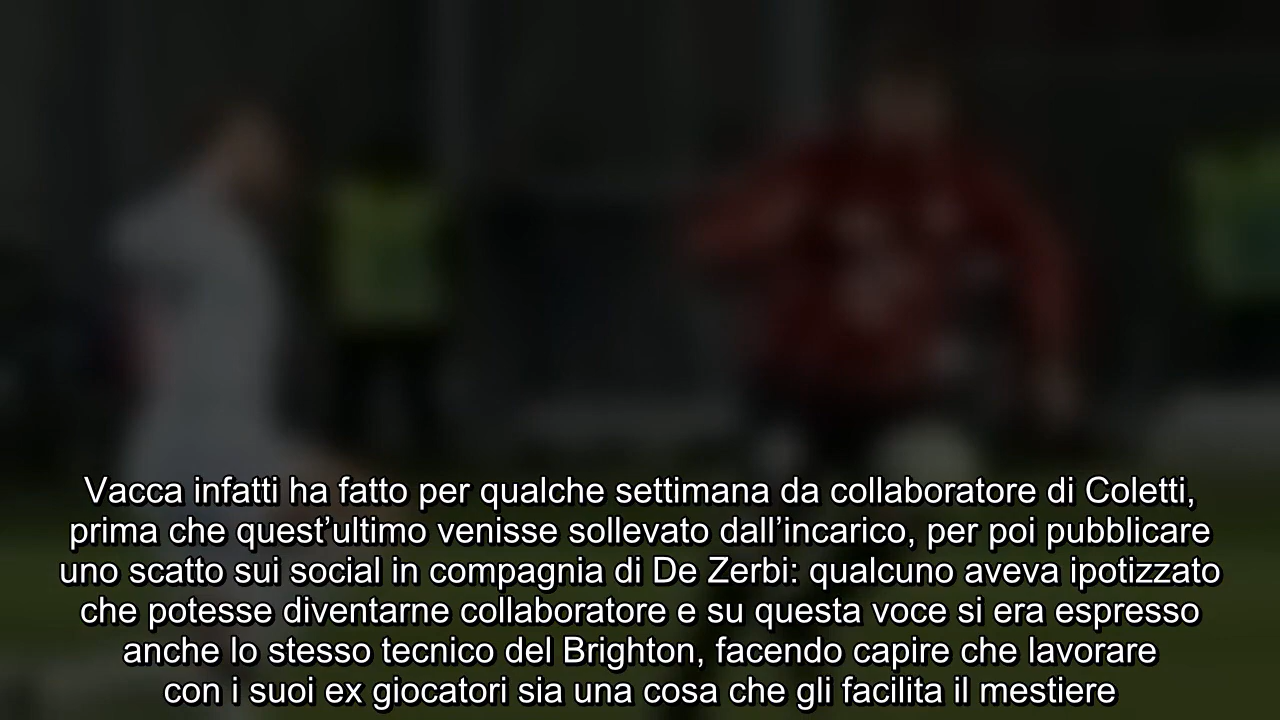 Vacca infatti ha fatto per qualche settimana da collaboratore di Coletti,
prima che quest’ultimo venisse sollevato dall’incarico, per poi pubblicare
uno scatto sui social in compagnia di De Zerbi: qualcuno aveva ipotizzato
che potesse diventarne collaboratore e su questa voce si era espresso
anche lo stesso tecnico del Brighton, facendo capire che lavorare
con i suoi ex giocatori sia una cosa che gli facilita il mestiere